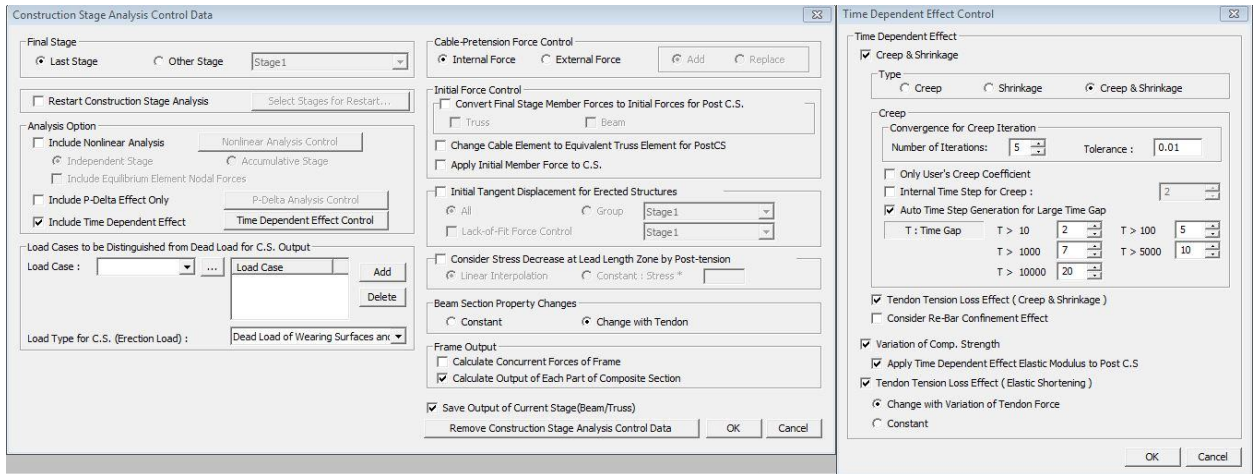 Construction Stage Analysis Control Data
Final Stage
Last Stage Other Stage Stage1
Restart Construction Stage Analysis Select Stages for Restart...
Analysis Option
Include Nonlinear Analysis Nonlinear Analysis Control
Independent Stage Accumulative Stage
Include Equilibrium Element Nodal Forces
Include P-Delta Effect Only P-Delta Analysis Control
Include Time Dependent Effect Time Dependent Effect Control
Load Cases to be Distinguished from Dead Load for C.S. Output
Load Case : ... Load Case Add
Delete
Load Type for C.S. (Erection Load) : Dead Load of Wearing Surfaces and
Cable-Pretension Force Control
Internal Force External Force Add Replace
Initial Force Control
Convert Final Stage Member Forces to Initial Forces for Post C.S.
Truss Beam
Change Cable Element to Equivalent Truss Element for PostCS
Apply Initial Member Force to C.S.
Initial Tangent Displacement for Erected Structures
All Group Stage1
Lack-of-Fit Force Control Stage1
Consider Stress Decrease at Lead Length Zone by Post-tension
Linear Interpolation Constant : Stress *
Beam Section Property Changes
Constant Change with Tendon
Frame Output
Calculate Concurrent Forces of Frame
Calculate Output of Each Part of Composite Section
Save Output of Current Stage(Beam/Truss)
Remove Construction Stage Analysis Control Data OK Cancel
Time Dependent Effect Control
Time Dependent Effect
Creep & Shrinkage
Type
Creep Shrinkage Creep & Shrinkage
Creep
Convergence for Creep Iteration
Number of Iterations: 5 Tolerance : 0.01
Only User's Creep Coefficient
Internal Time Step for Creep : 2
Auto Time Step Generation for Large Time Gap
T : Time Gap T > 10 2 T > 100 5
T > 1000 7 T > 5000 10
T > 10000 20
Tendon Tension Loss Effect ( Creep & Shrinkage )
Consider Re-Bar Confinement Effect
Variation of Comp. Strength
Apply Time Dependent Effect Elastic Modulus to Post C.S
Tendon Tension Loss Effect ( Elastic Shortening )
Change with Variation of Tendon Force
Constant
OK Cancel